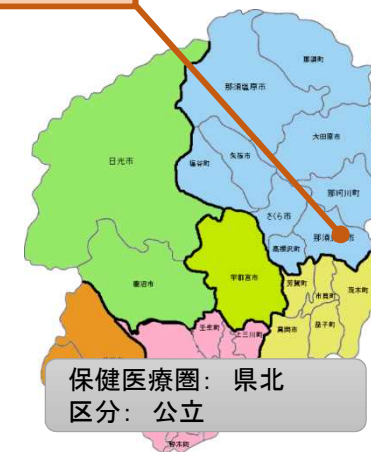 那須町
那須塩原市
大田原市
日光市
塩谷町
矢板市
那珂川町
さくら市
高根沢町
那須
市
鹿沼市
宇都宮市
芳賀町
市貝町
茂木町
益子町
真岡市
壬生町
上三川町
野木町
保健医療圏: 県北
区分: 公立